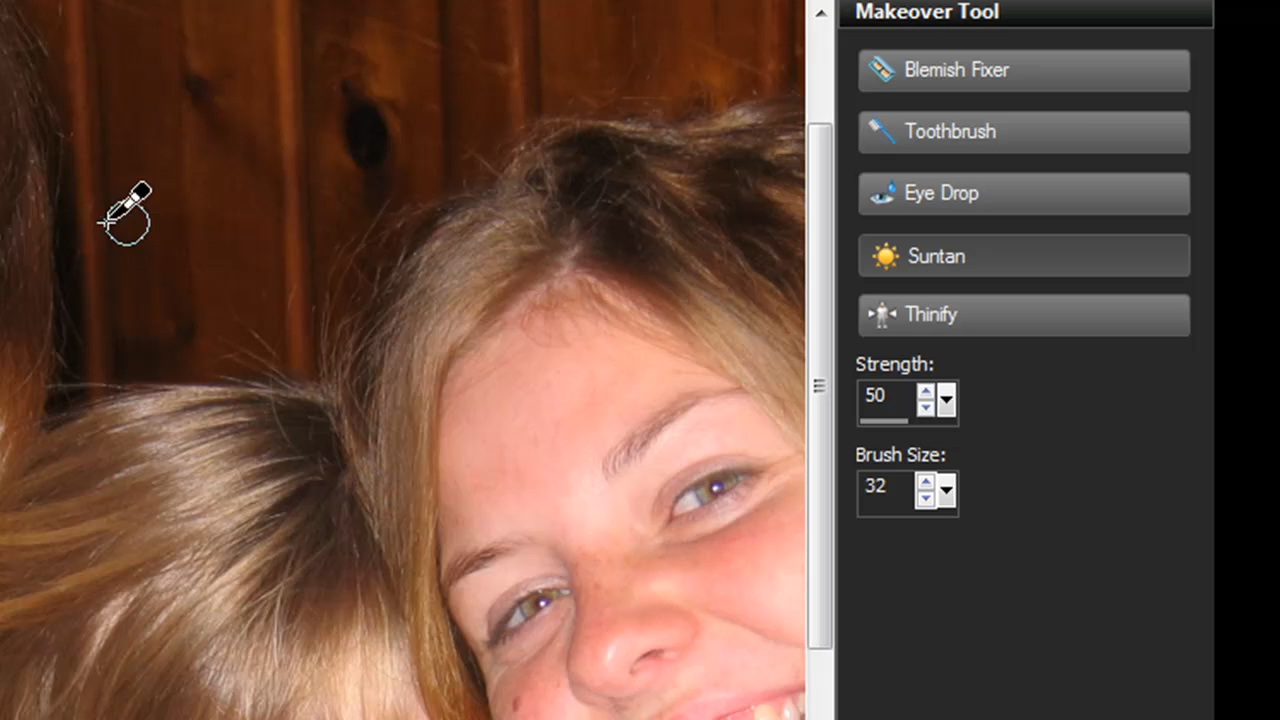 Makeover Tool
Blemish Fixer
Toothbrush
Eye Drop
Suntan
Thinify
Strength:
50
Brush Size:
32